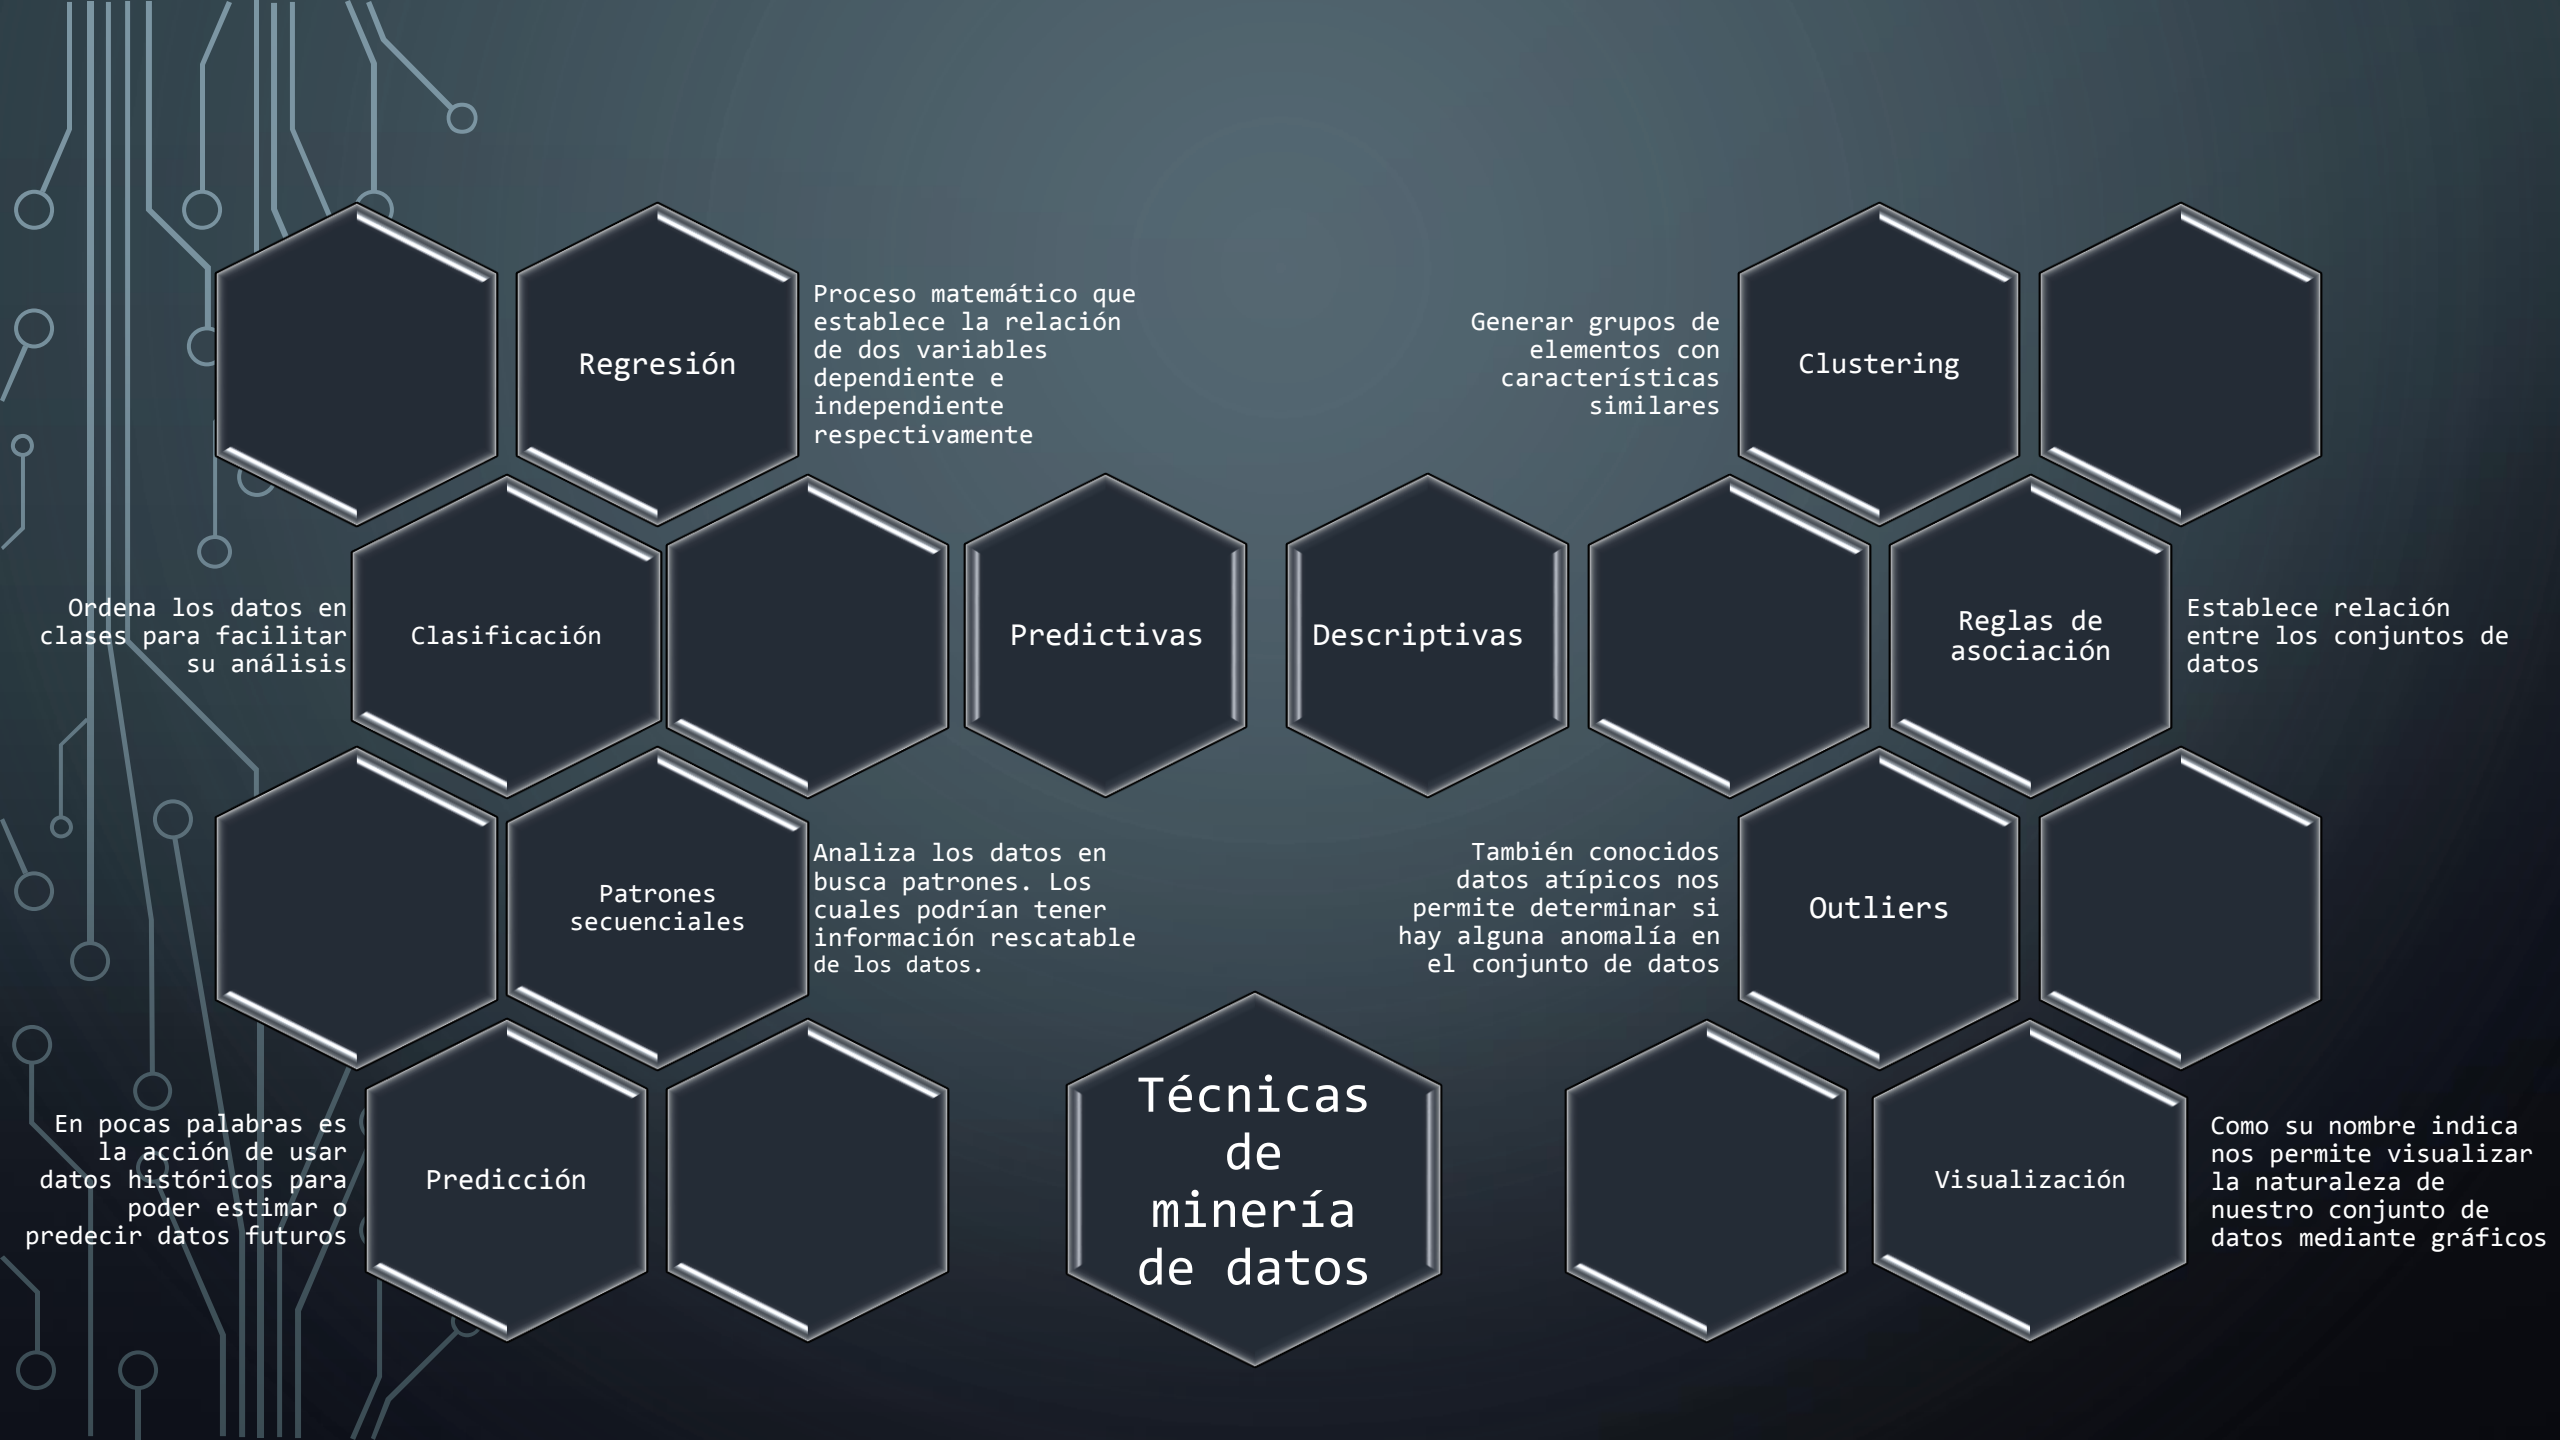 Regresión
Proceso matemático que
establece la relación
de dos variables
dependiente e
independiente
respectivamente
Generar grupos de
elementos con
características
similares
Clustering
Ordena los datos en
clases para facilitar
su análisis
Clasificación
Predictivas
Descriptivas
Reglas de
asociación
Establece relación
entre los conjuntos de
datos
Patrones
secuenciales
Analiza los datos en
busca patrones. Los
cuales podrían tener
información rescatable
de los datos.
También conocidos
datos atípicos nos
permite determinar si
hay alguna anomalía en
el conjunto de datos
Outliers
En pocas palabras es
la acción de usar
datos históricos para
poder estimar o
predecir datos futuros
Predicción
Técnicas
de
minería
de datos
Visualización
Como su nombre indica
nos permite visualizar
la naturaleza de
nuestro conjunto de
datos mediante gráficos